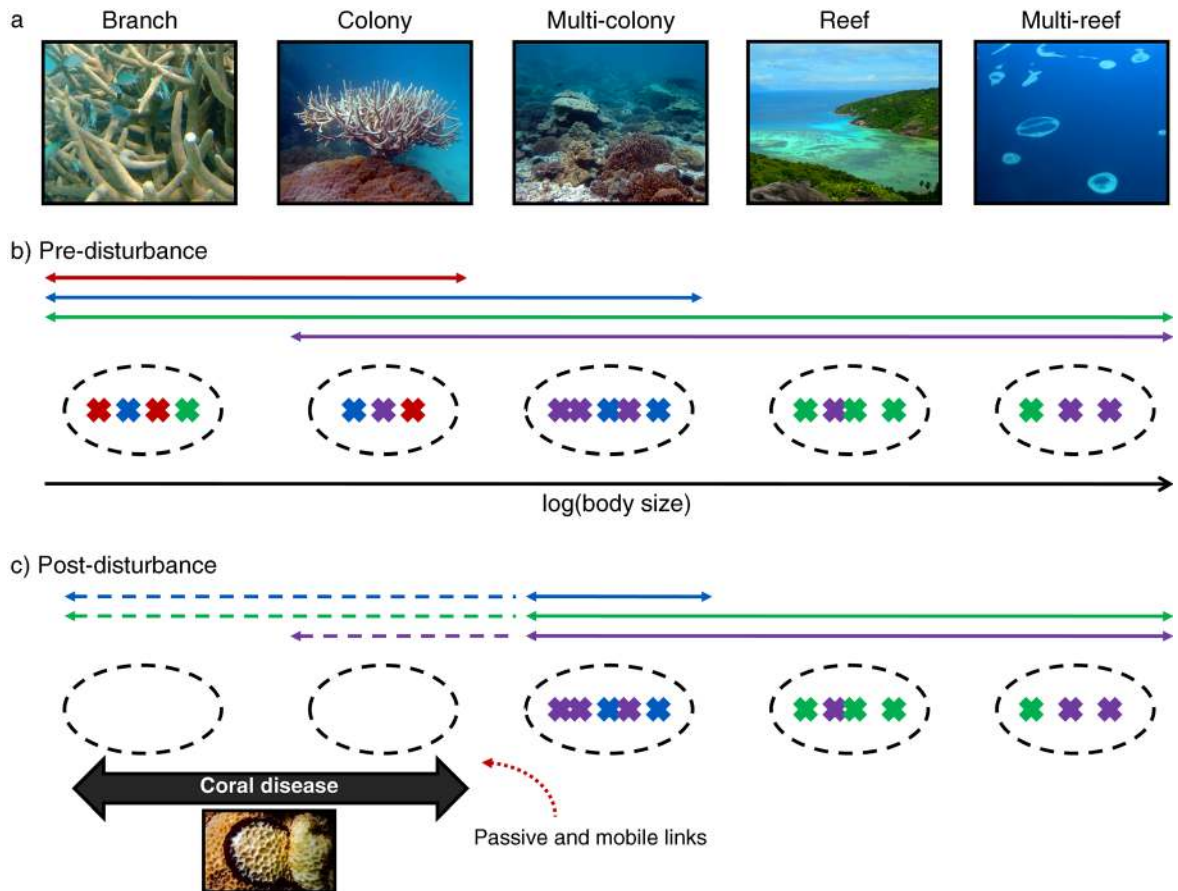 a
Branch
Colony
Multi-colony
Reef
Multi-reef
b) Pre-disturbance
log(body size)
c) Post-disturbance
Coral disease
Passive and mobile links